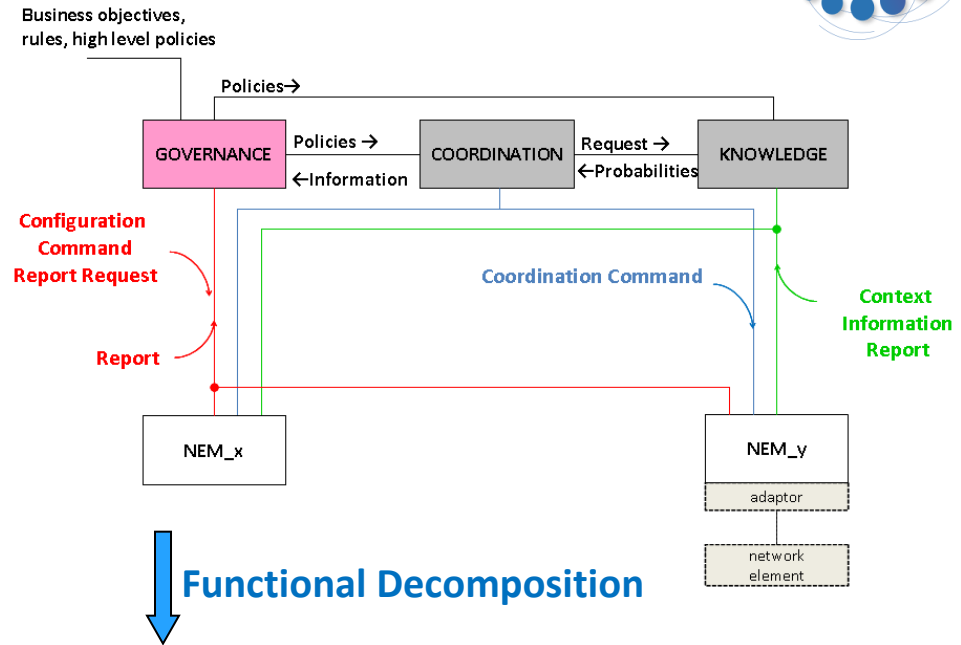 Business objectives,
rules, high level policies
Policies→
GOVERNANCE
Policies →
←Information
COORDINATION
Request →
←Probabilities
KNOWLEDGE
Configuration
Command
Report Request
Coordination Command
Context
Information
Report
Report
NEM_x
NEM_y
adaptor
network
element
Functional Decomposition